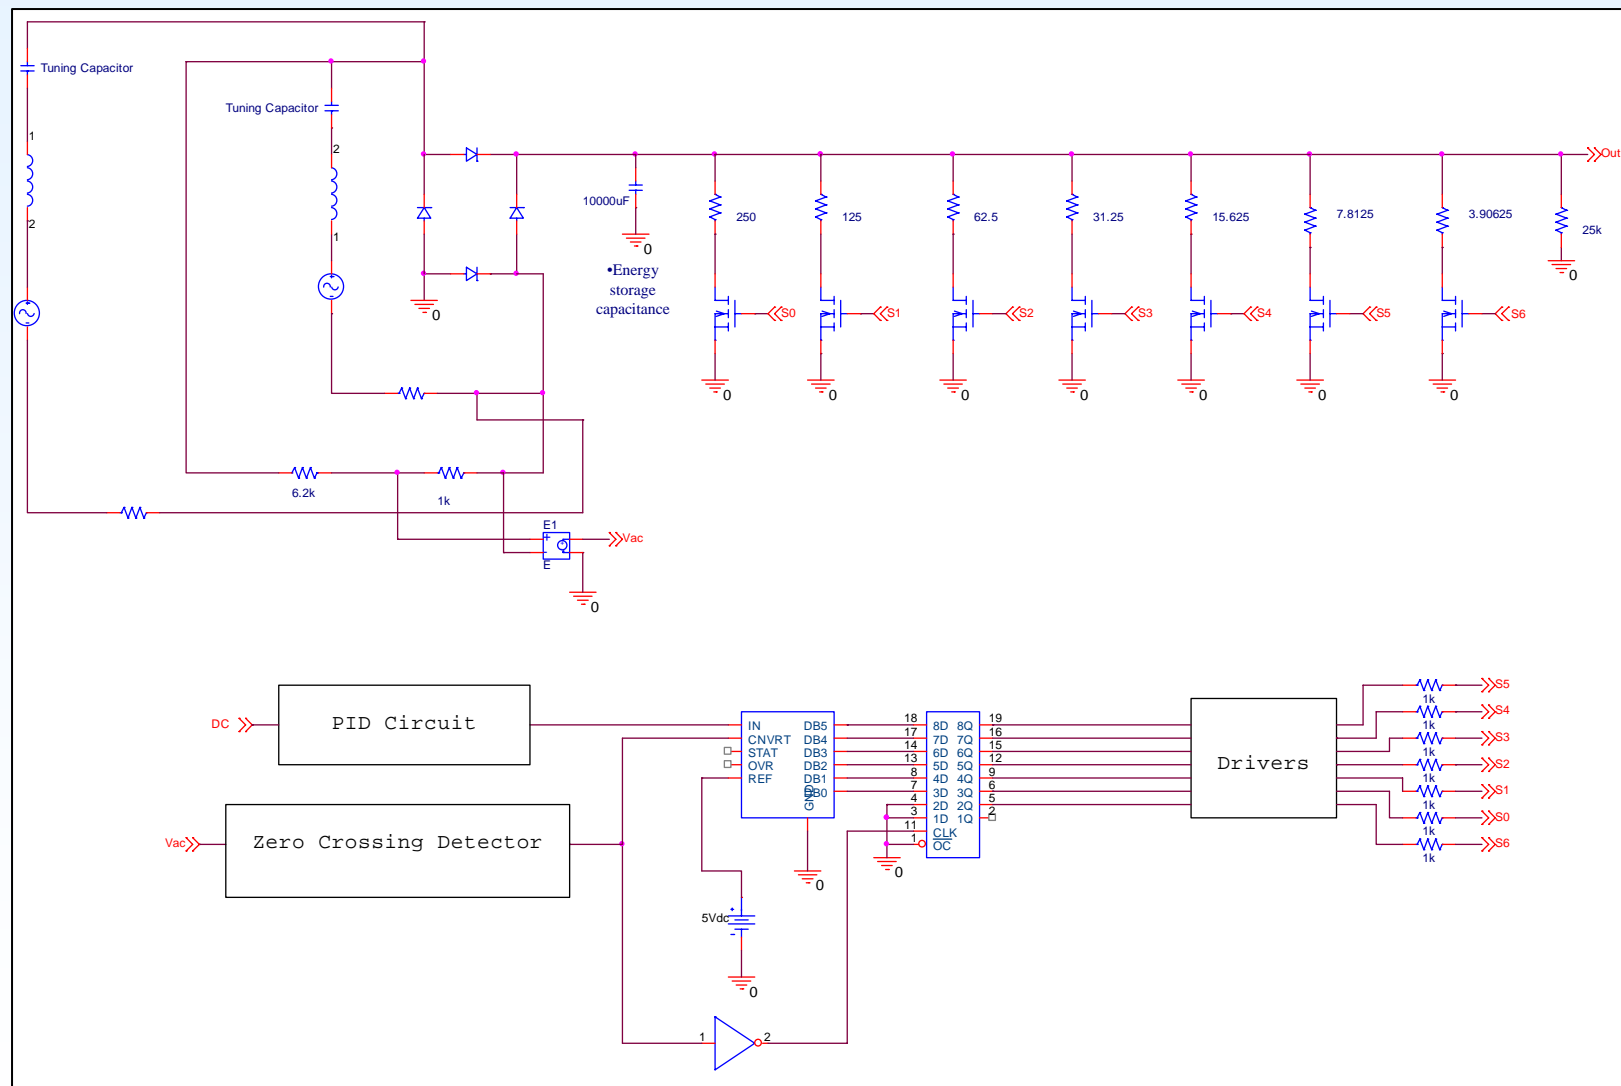 Tuning Capacitor
Tuning Capacitor
1
2
2
1
0
10000uF
0
•Energy
storage
capacitance
250
125
62.5
31.25
15.625
7.8125
3.90625
25k
Out
0
S0
S1
S2
S3
S4
S5
S6
0
0
0
0
0
0
0
6.2k
1k
E1
E
Vac
0
DC
PID Circuit
Vac
Zero Crossing Detector
IN
CNVRT
STAT
OVR
REF
DB5
DB4
DB3
DB2
DB1
DB0
GND
0
5Vdc
0
1
2
18
17
14
13
8
7
4
3
11
1
8D 8Q
7D 7Q
6D 6Q
5D 5Q
4D 4Q
3D 3Q
2D 2Q
1D 1Q
CLK
OC
19
16
15
12
9
6
5
2
0
Drivers
S5
1k
S4
1k
S3
1k
S2
1k
S1
1k
S0
1k
S6
1k